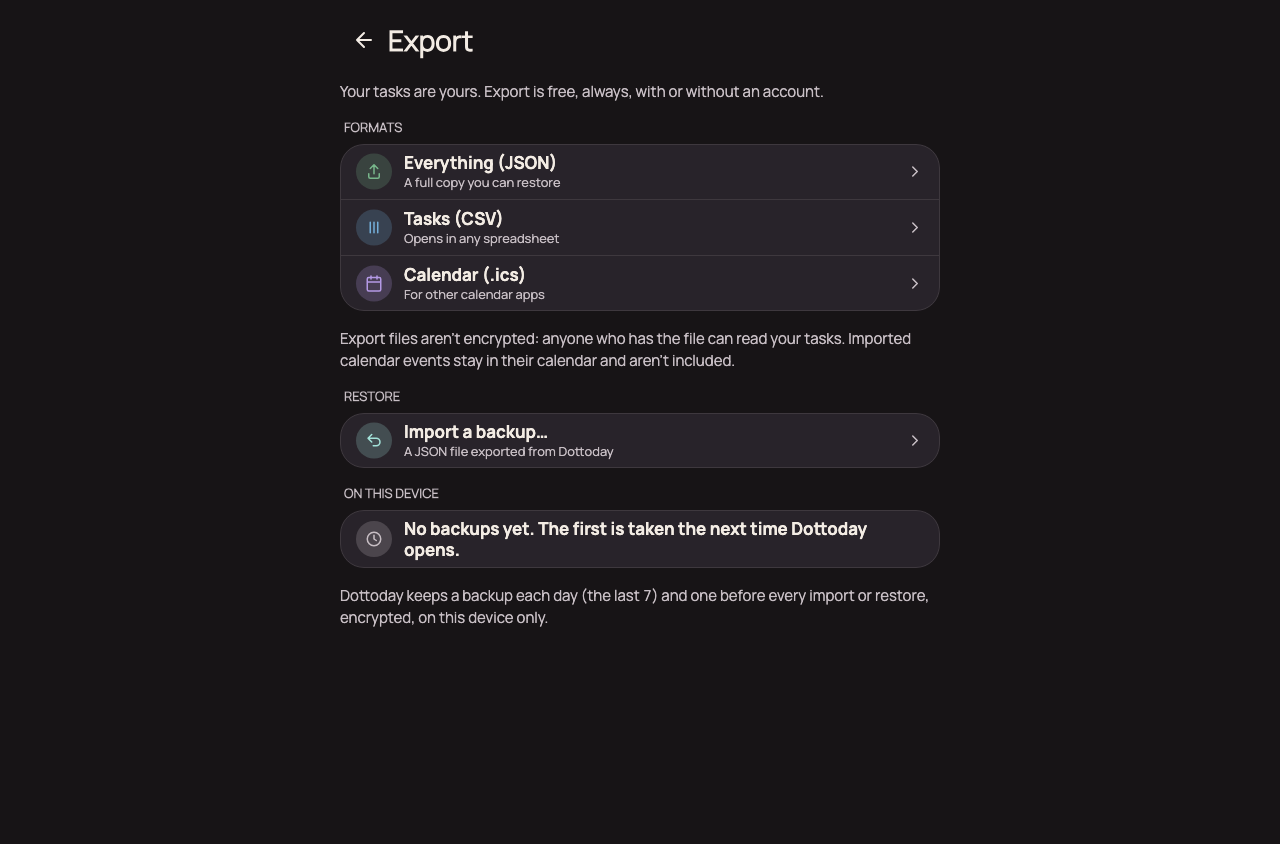 Export
Your tasks are yours. Export is free, always, with or without an account.
FORMATS
Everything (JSON)
A full copy you can restore
Tasks (CSV)
Opens in any spreadsheet
Calendar (.ics)
For other calendar apps
Export files aren't encrypted: anyone who has the file can read your tasks. Imported
calendar events stay in their calendar and aren't included.
RESTORE
Import a backup…
A JSON file exported from Dottoday
ON THIS DEVICE
No backups yet. The first is taken the next time Dottoday
opens.
Dottoday keeps a backup each day (the last 7) and one before every import or restore,
encrypted, on this device only.